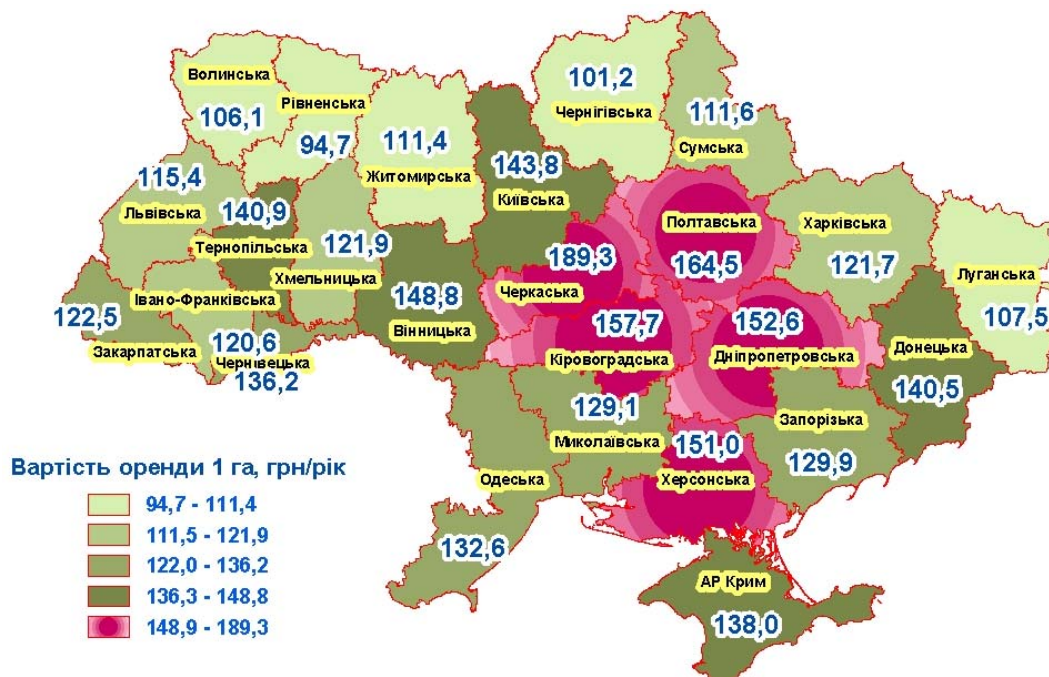 Волинська
106,1
Рівненська
94,7
Житомирська
111,4
Київська
143,8
Чернігівська
101,2
Сумська
111,6
Львівська
115,4
Тернопільська
140,9
Хмельницька
121,9
Вінницька
148,8
Черкаська
189,3
Полтавська
164,5
Харківська
121,7
Луганська
107,5
Закарпатська
122,5
Івано-Франківська
120,6
Чернівецька
136,2
Кіровоградська
157,7
Дніпропетровська
152,6
Донецька
140,5
Одеська
132,6
Миколаївська
129,1
Херсонська
151,0
Запорізька
129,9
АР Крим
138,0
Вартість оренди 1 га, грн/рік
94,7 - 111,4
111,5 - 121,9
122,0 - 136,2
136,3 - 148,8
148,9 - 189,3